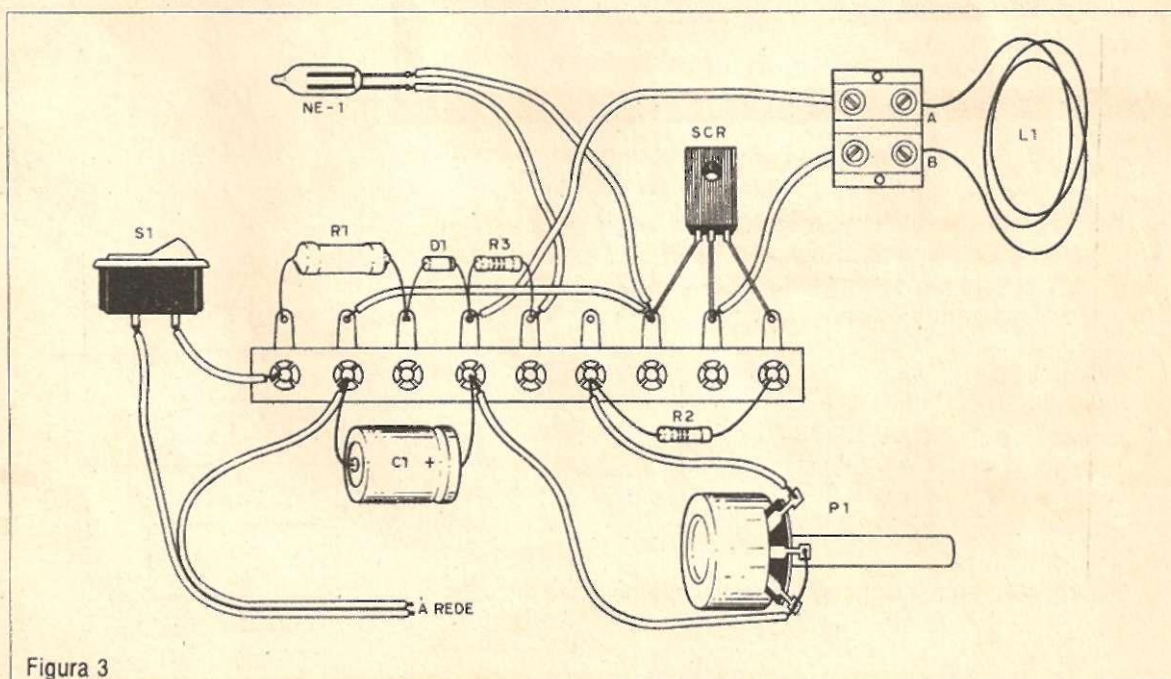 NE-1
SCR
A
B
L1
S1
R1
D1
R3
R2
C1 +
P1
À REDE
Figura 3